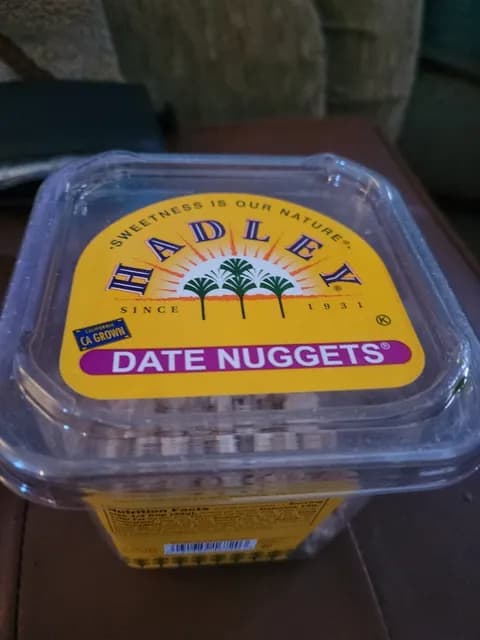 SWEETNESS IS OUR NATURE®
HADLEY®
SINCE 1931
CALIFORNIA
CA GROWN
K
DATE NUGGETS®
Nutrition Facts